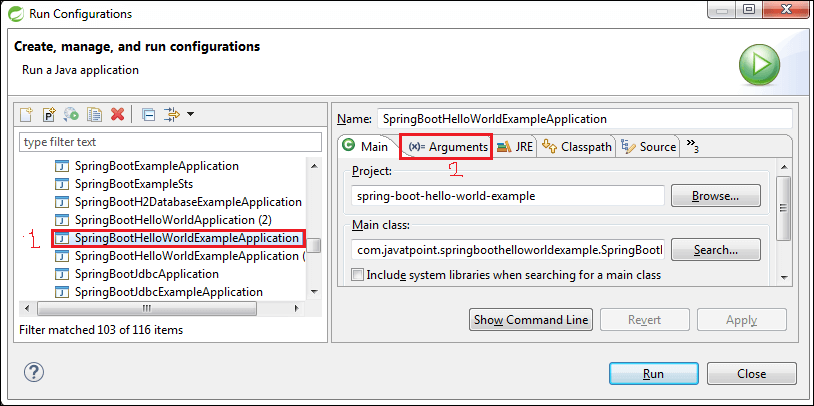 Run Configurations
Create, manage, and run configurations
Run a Java application
type filter text
SpringBootExampleApplication
SpringBootExampleSts
SpringBootH2DatabaseExampleApplication
SpringBootHelloWorldApplication (2)
1 SpringBootHelloWorldExampleApplication
SpringBootHelloWorldExampleApplication (
SpringBootJdbcApplication
SpringBootJdbcExampleApplication
Filter matched 103 of 116 items
Name: SpringBootHelloWorldExampleApplication
Main (x)= Arguments JRE Classpath Source »3
2
Project:
spring-boot-hello-world-example Browse...
Main class:
com.javatpoint.springboothelloworldexample.SpringBootH Search...
Include system libraries when searching for a main class
Show Command Line Revert Apply
? Run Close